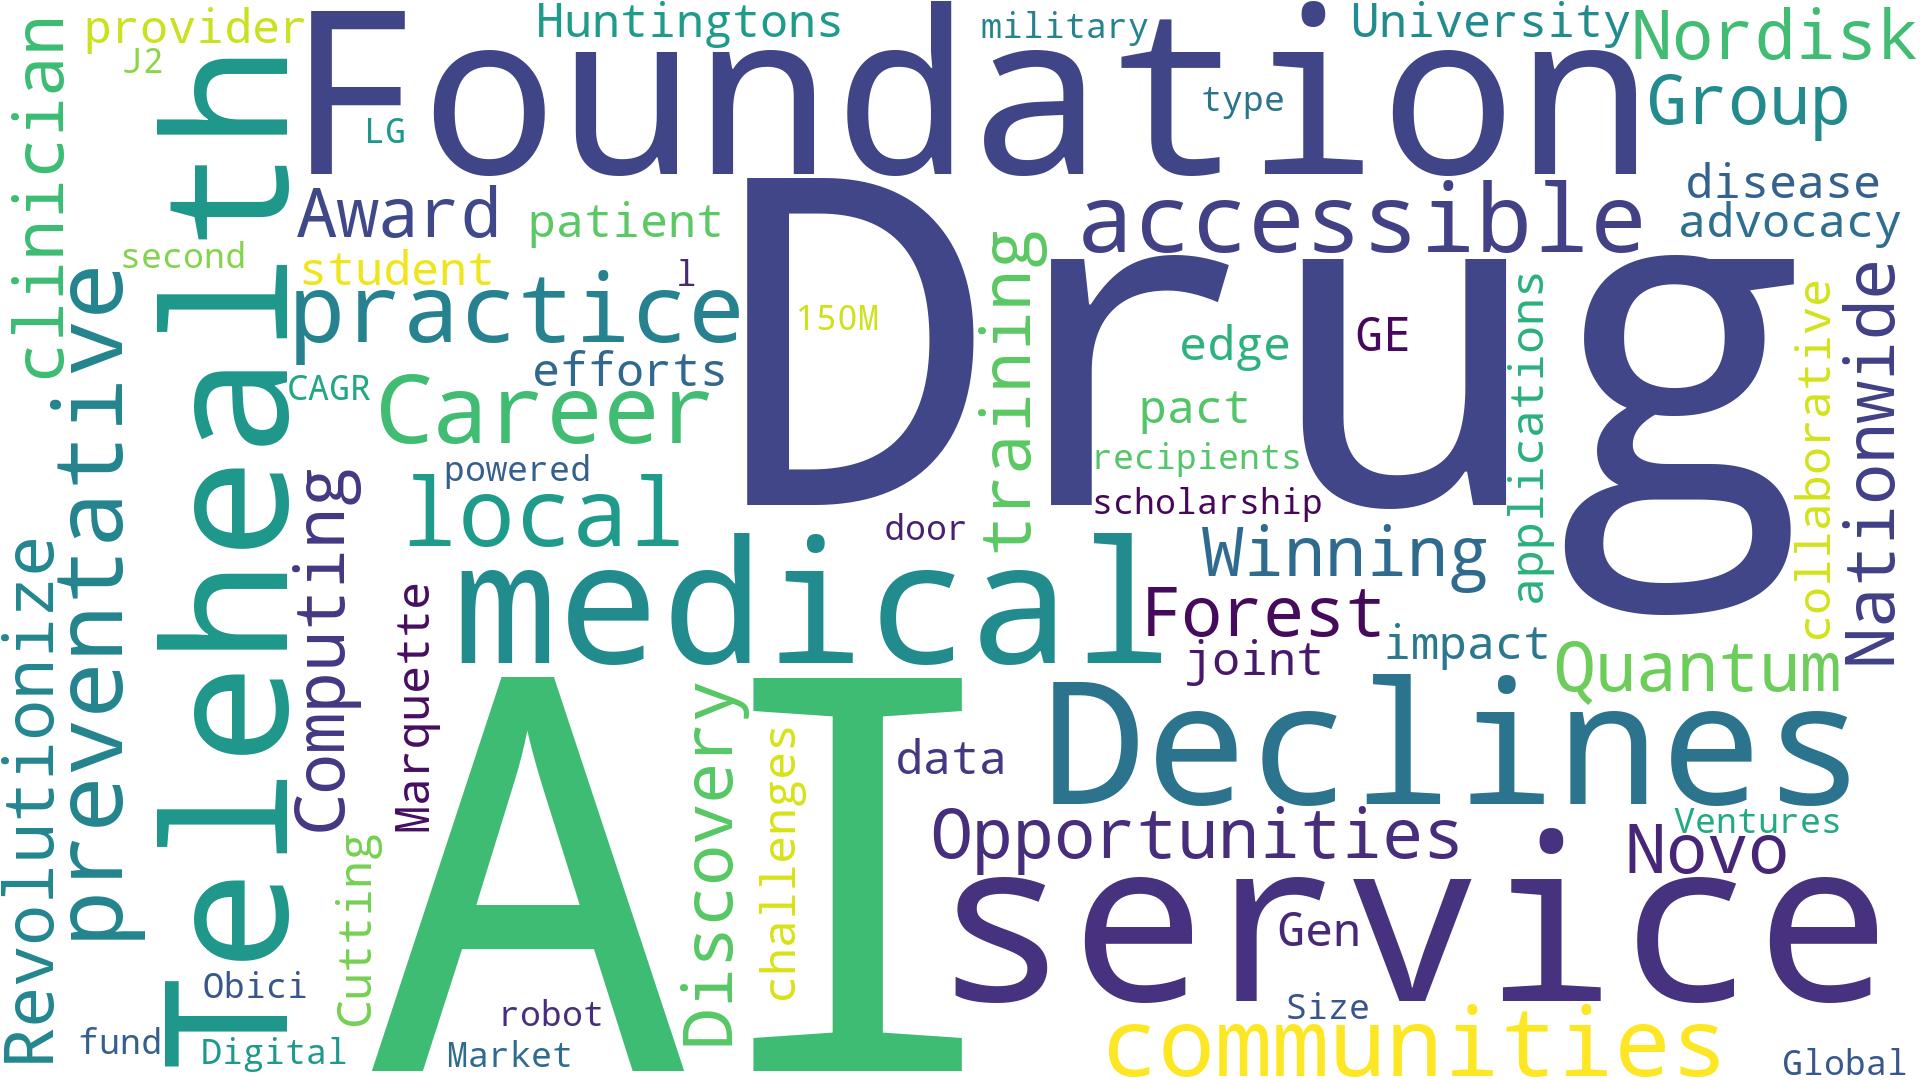 clinician
provider
J2
Foundation
Huntingtons
military
University
Nordisk
type
Group
LG
Telehealth
Award
patient
accessible
disease
advocacy
second
student
l
practice
Drug
training
150M
edge
GE
applications
collaborative
Nationwide
preventative
CAGR
efforts
Career
pact
powered
recipients
local
scholarship
door
Computing
Winning
Revolutionize
medical
Forest
Marquette
joint
impact
Quantum
AI
Discovery
challenges
data
Declines
Opportunities
Ventures
Novo
Cutting
service
Gen
Obici
robot
Size
communities
fund
Digital
Market
Global